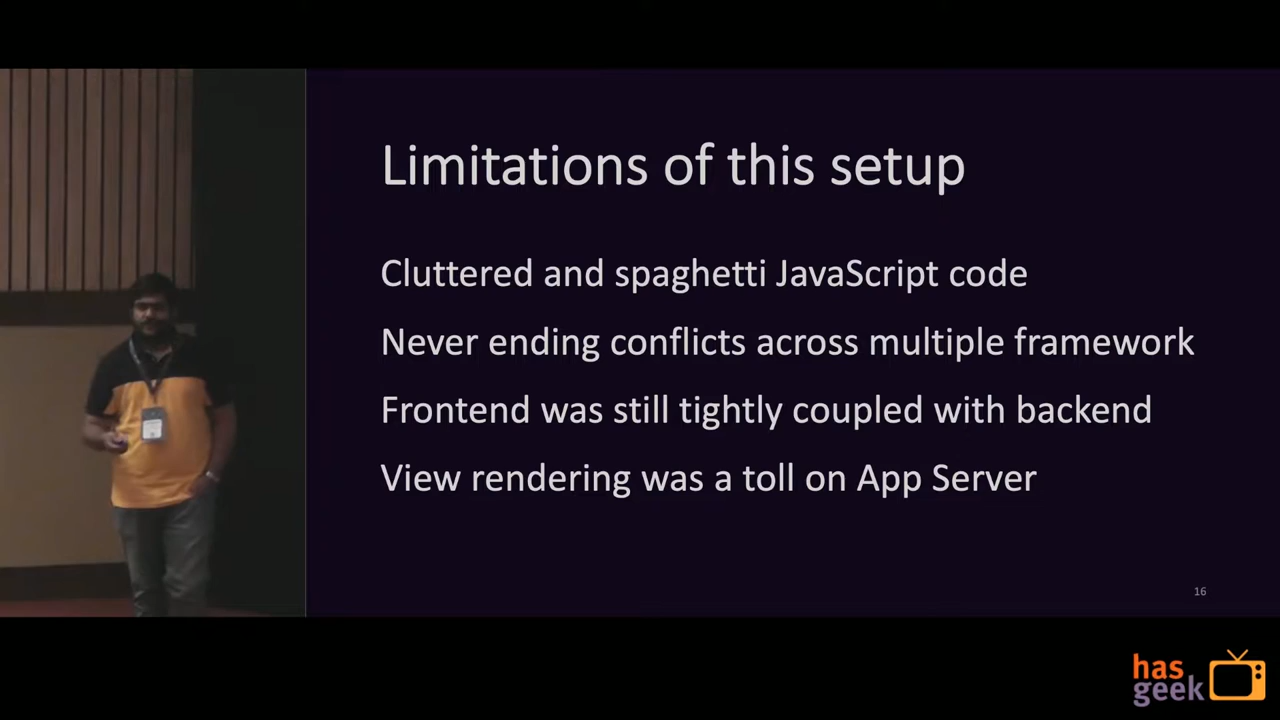 Limitations of this setup
Cluttered and spaghetti JavaScript code
Never ending conflicts across multiple framework
Frontend was still tightly coupled with backend
View rendering was a toll on App Server
16
has
geek